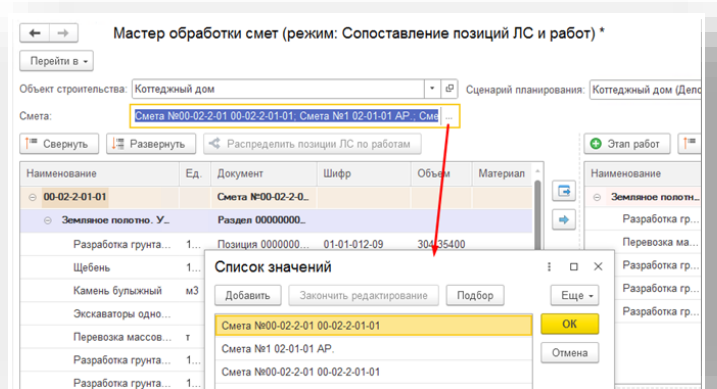 Мастер обработки смет (режим: Сопоставление позиций ЛС и работ) *
Перейти в
Объект строительства: Коттеджный дом
Сценарий планирования: Коттеджный дом (Депо
Смета: Смета №00-02-2-01 00-02-2-01-01; Смета №1 02-01-01 АР.; Сме ...
Свернуть Развернуть Распределить позиции ЛС по работам
Этап работ
Наименование Ед. Документ Шифр Объем Материал
Наименование
00-02-2-01-01 Смета №00-02-2-0...
Земляное полотн...
Земляное полотно. У... Раздел 00000000...
Разработка гр...
Разработка грунта... 1... Позиция 0000000... 01-01-012-09
Перевозка ма...
Щебень 1...
Разработка гр...
Камень булыжный м3
Разработка гр...
Экскаваторы одно...
Разработка гр...
Перевозка массов... т
Разработка грунта... 1...
Разработка грунта... 1...
Список значений
Добавить Закончить редактирование Подбор Еще
Смета №00-02-2-01 00-02-2-01-01
ОК
Смета №1 02-01-01 АР.
Отмена
Смета №00-02-2-01 00-02-2-01-01